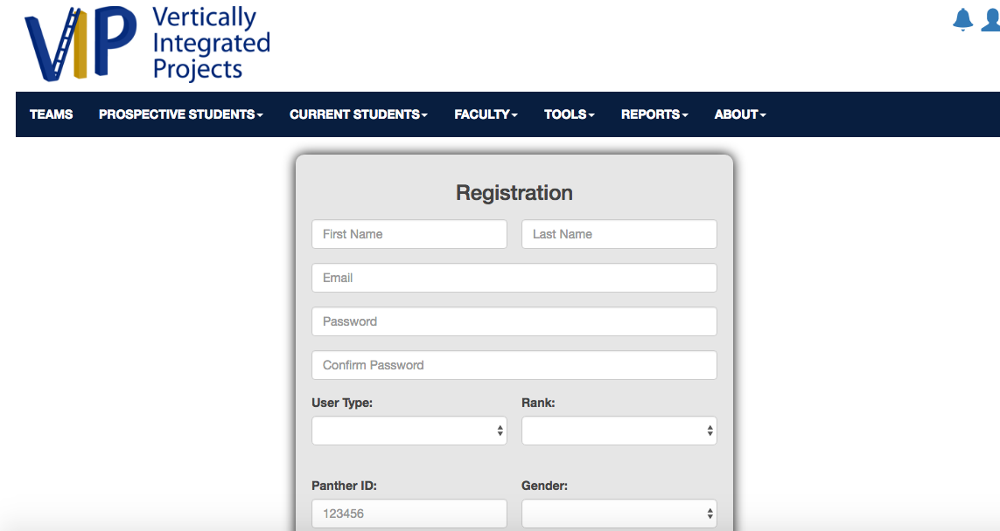 VIP
Vertically
Integrated
Projects
TEAMS PROSPECTIVE STUDENTS CURRENT STUDENTS FACULTY TOOLS REPORTS ABOUT
Registration
First Name Last Name
Email
Password
Confirm Password
User Type: Rank:
Panther ID: Gender:
123456